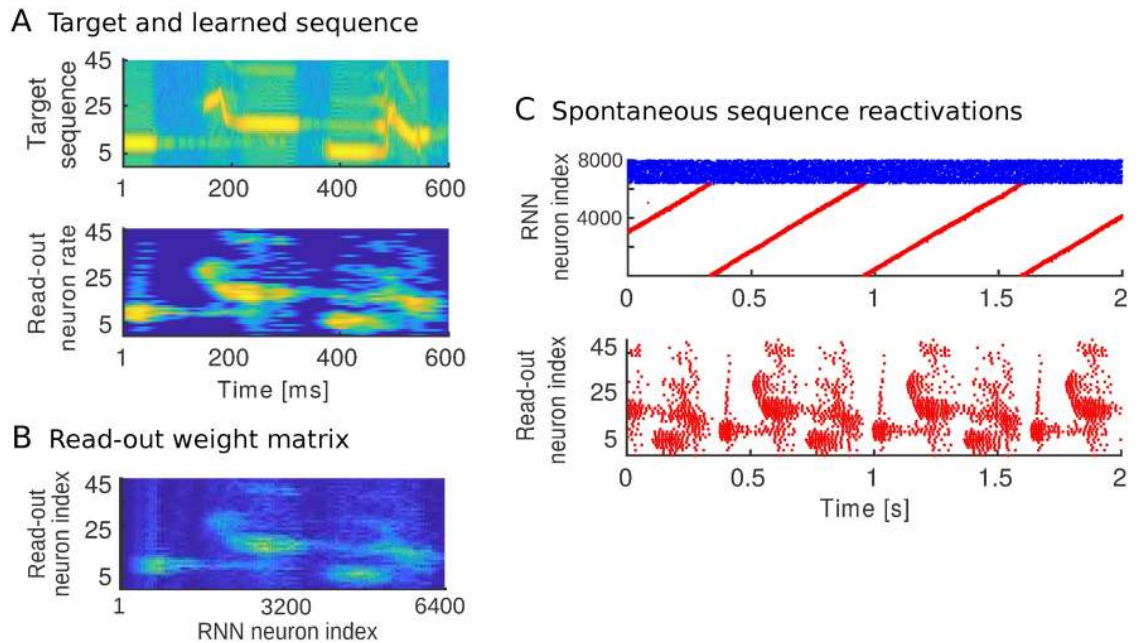 A Target and learned sequence
Target
sequence
45
25
5
1 200 400 600
Read-out
neuron rate
45
25
5
1 200 400 600
Time [ms]
B Read-out weight matrix
Read-out
neuron index
45
25
5
1 3200 6400
RNN neuron index
C Spontaneous sequence reactivations
RNN
neuron index
8000
4000
0 0.5 1 1.5 2
Read-out
neuron index
45
25
5
0 0.5 1 1.5 2
Time [s]